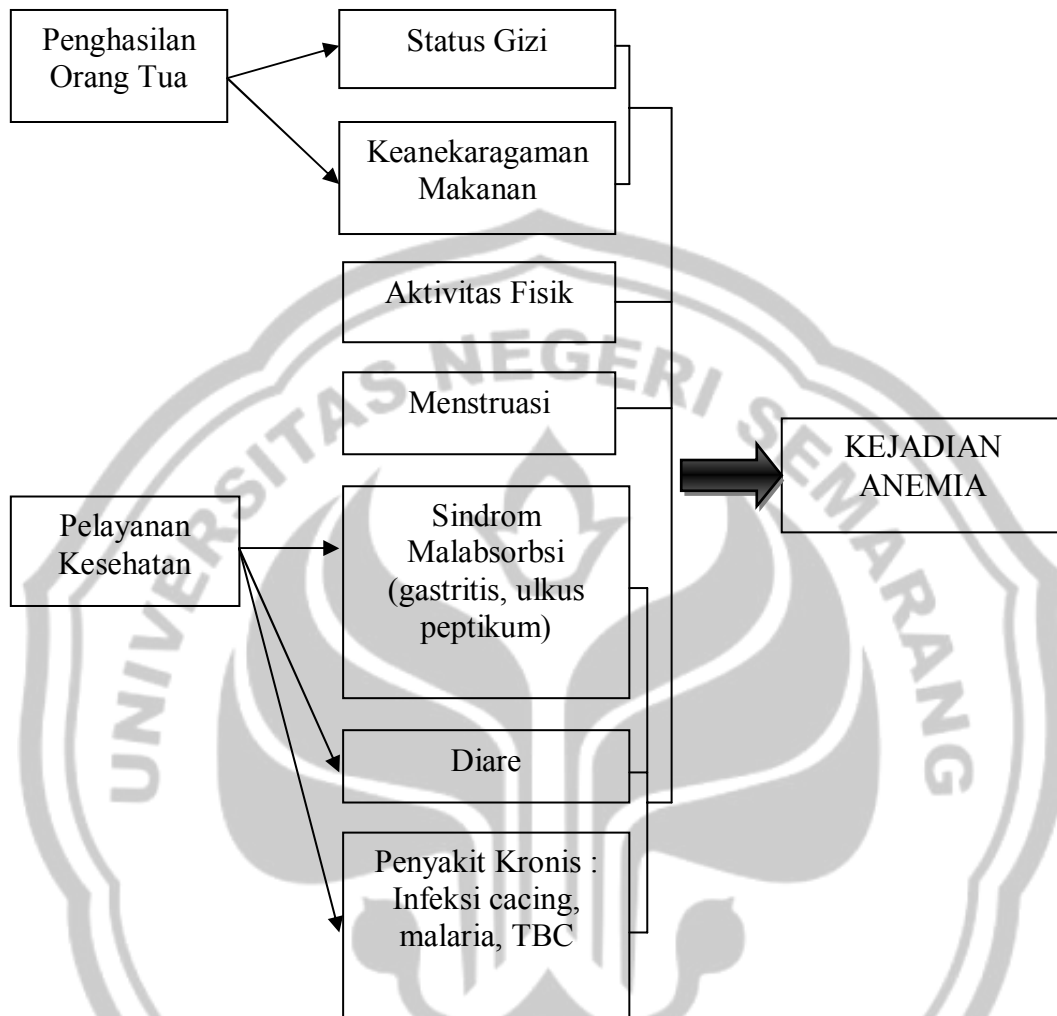 Penghasilan
Orang Tua
Status Gizi
Keanekaragaman
Makanan
Aktivitas Fisik
Menstruasi
Pelayanan
Kesehatan
Sindrom
Malabsorbsi
(gastritis, ulkus
peptikum)
Diare
Penyakit Kronis :
Infeksi cacing,
malaria, TBC
KEJADIAN
ANEMIA
UNIVERSITAS NEGERI SEMARANG